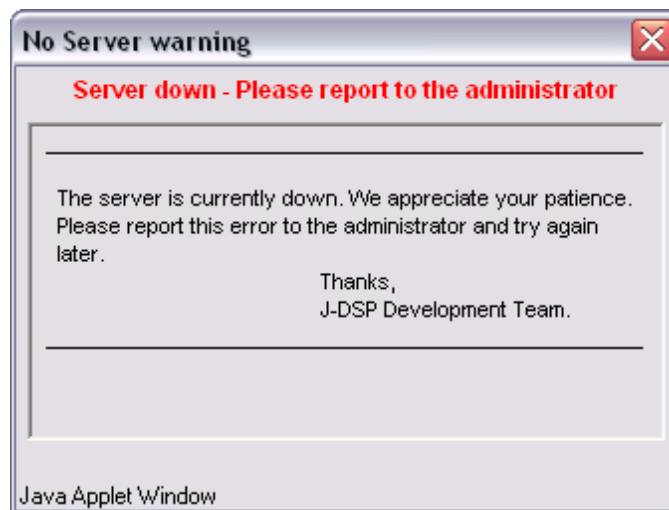 No Server warning
Server down - Please report to the administrator
The server is currently down. We appreciate your patience.
Please report this error to the administrator and try again
later.
Thanks,
J-DSP Development Team.
Java Applet Window